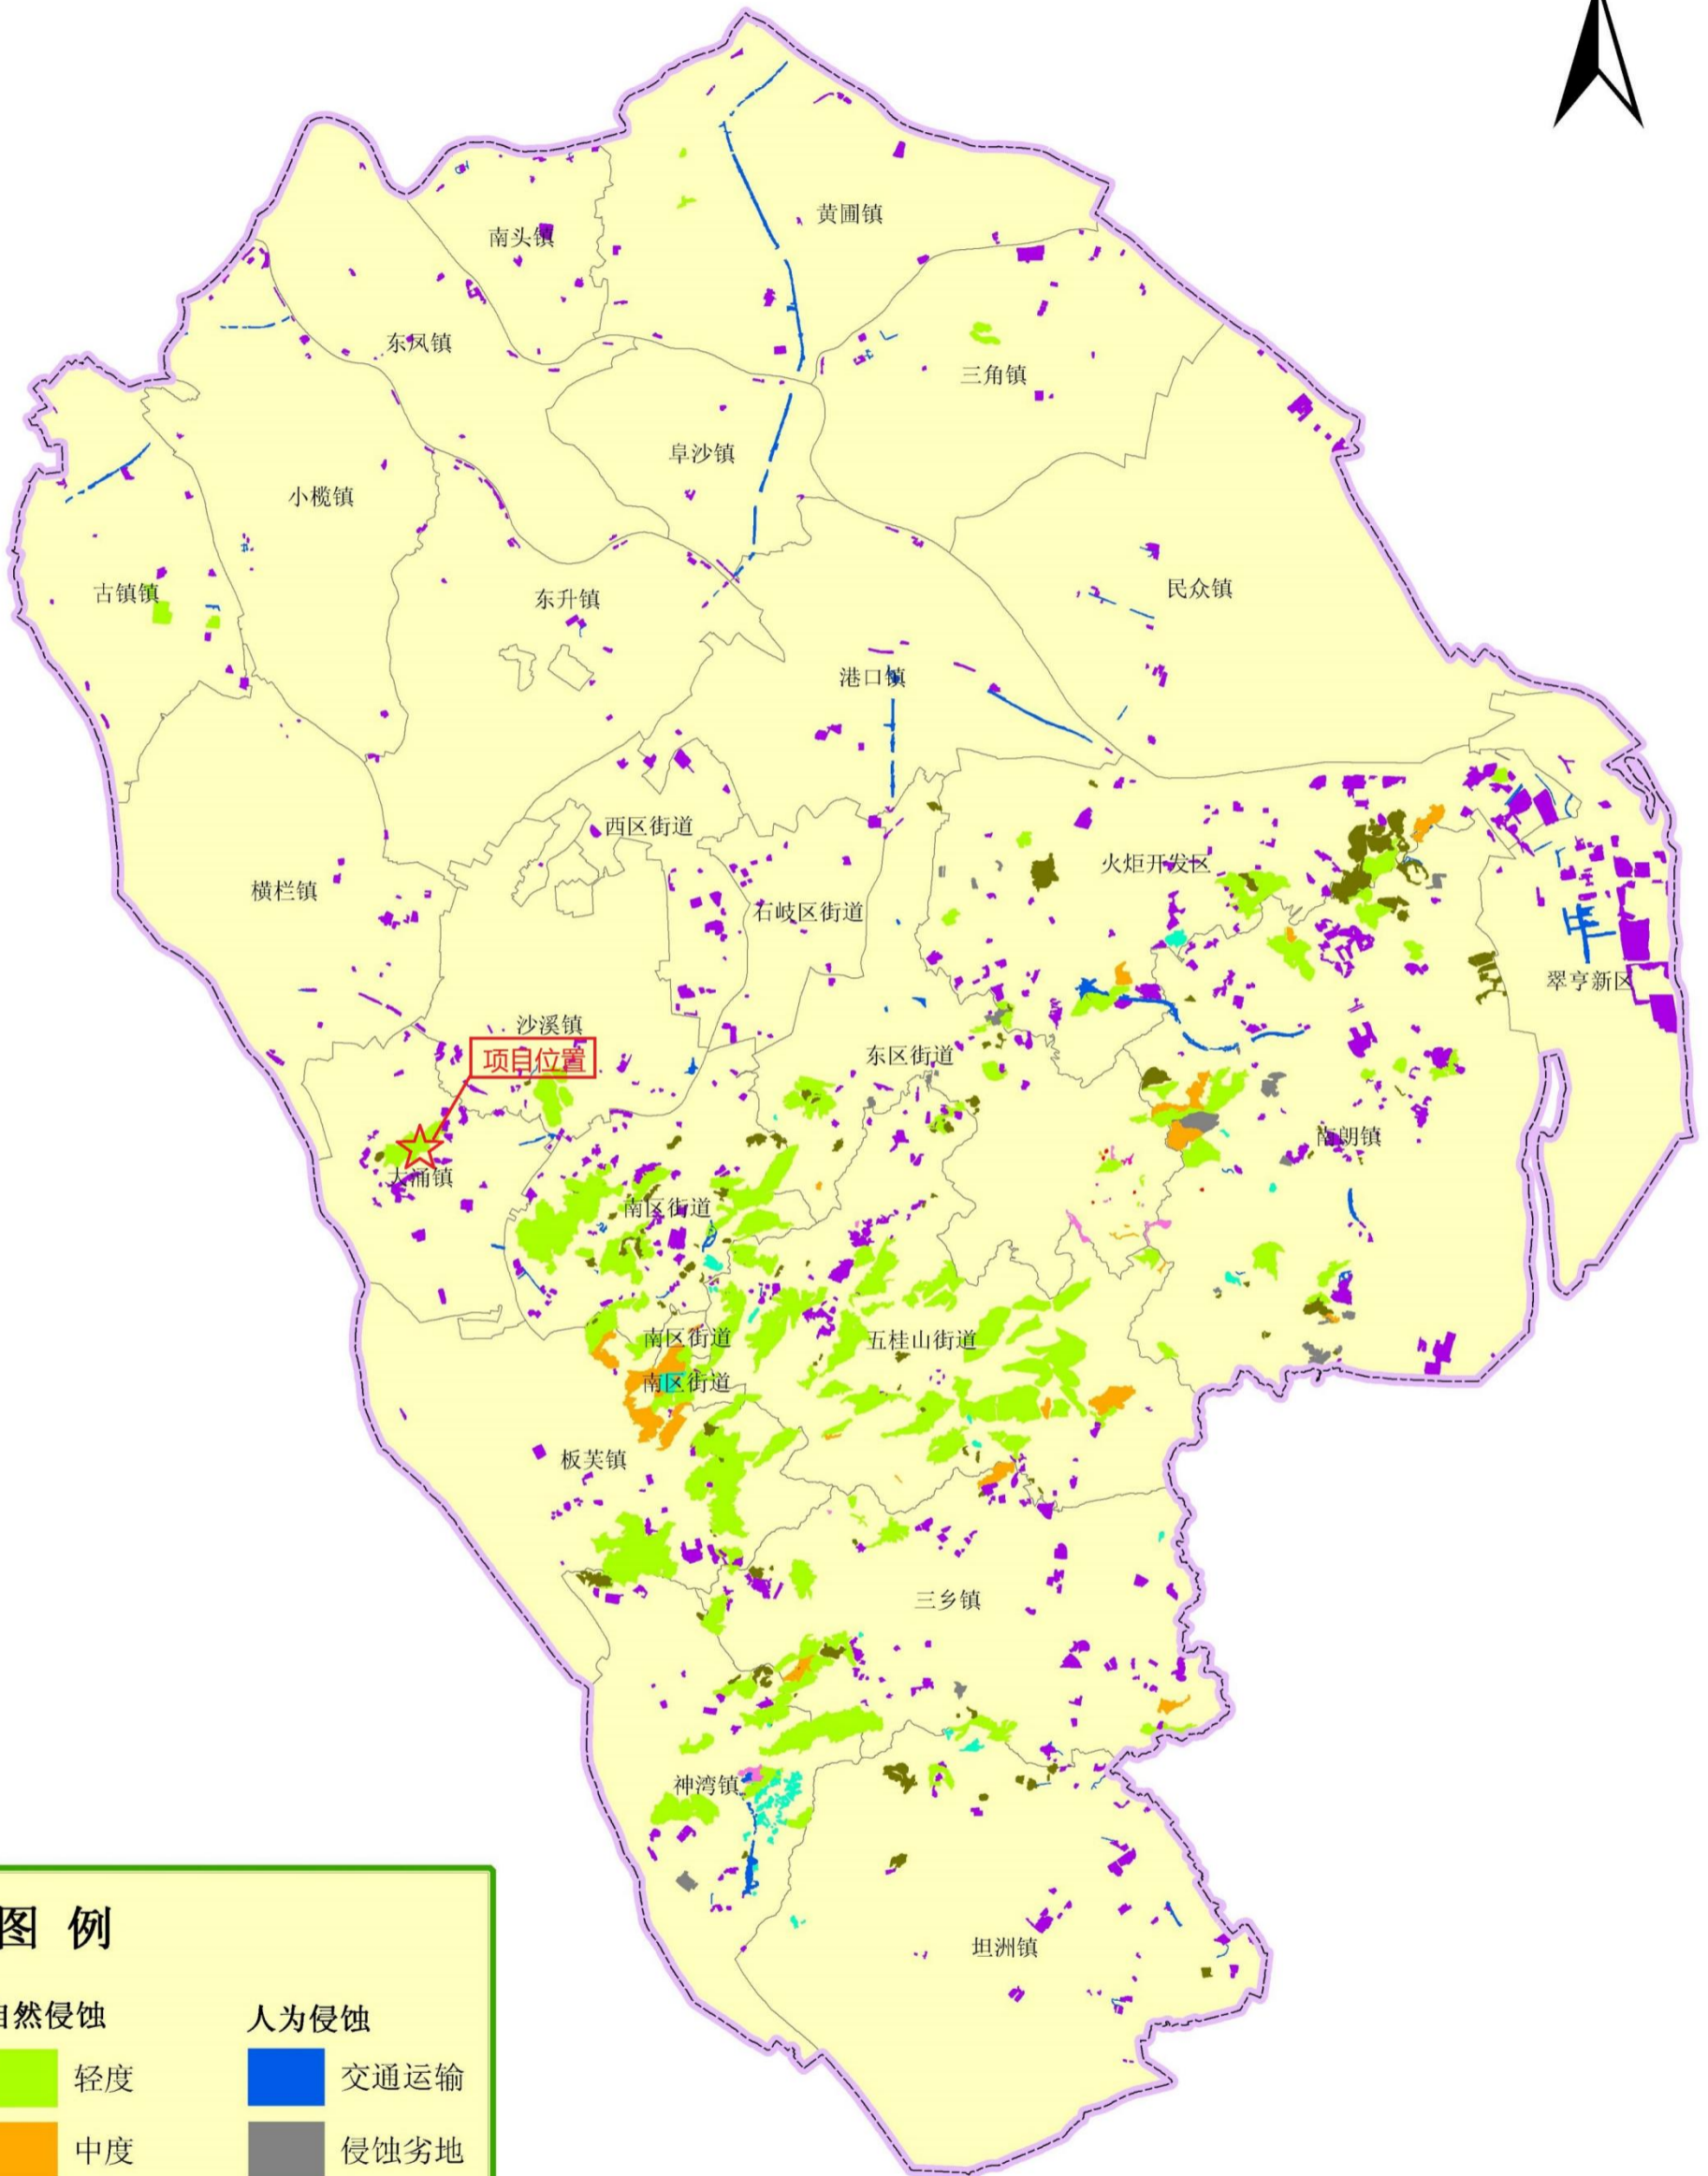 黄圃镇
南头镇
东凤镇
三角镇
阜沙镇
小榄镇
古镇镇
东升镇
民众镇
港口镇
西区街道
火炬开发区
横栏镇
石岐区街道
翠亨新区
沙溪镇
项目位置
东区街道
南朗镇
大涌镇
南区街道
南区街道
五桂山街道
南区街道
板芙镇
三乡镇
神湾镇
坦洲镇
图 例
自然侵蚀 人为侵蚀
轻度 交通运输
中度 侵蚀劣地